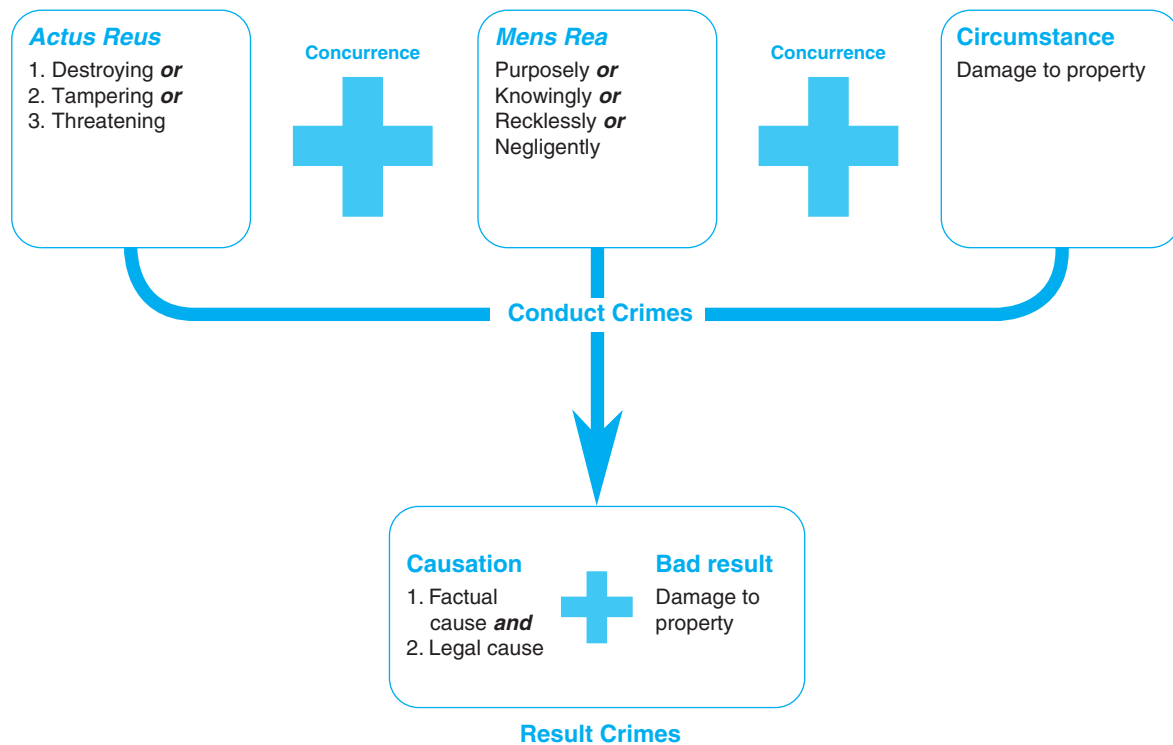 Actus Reus
1. Destroying or
2. Tampering or
3. Threatening
Concurrence
Mens Rea
Purposely or
Knowingly or
Recklessly or
Negligently
Concurrence
Circumstance
Damage to property
Conduct Crimes
Causation
1. Factual
cause and
2. Legal cause
Bad result
Damage to
property
Result Crimes